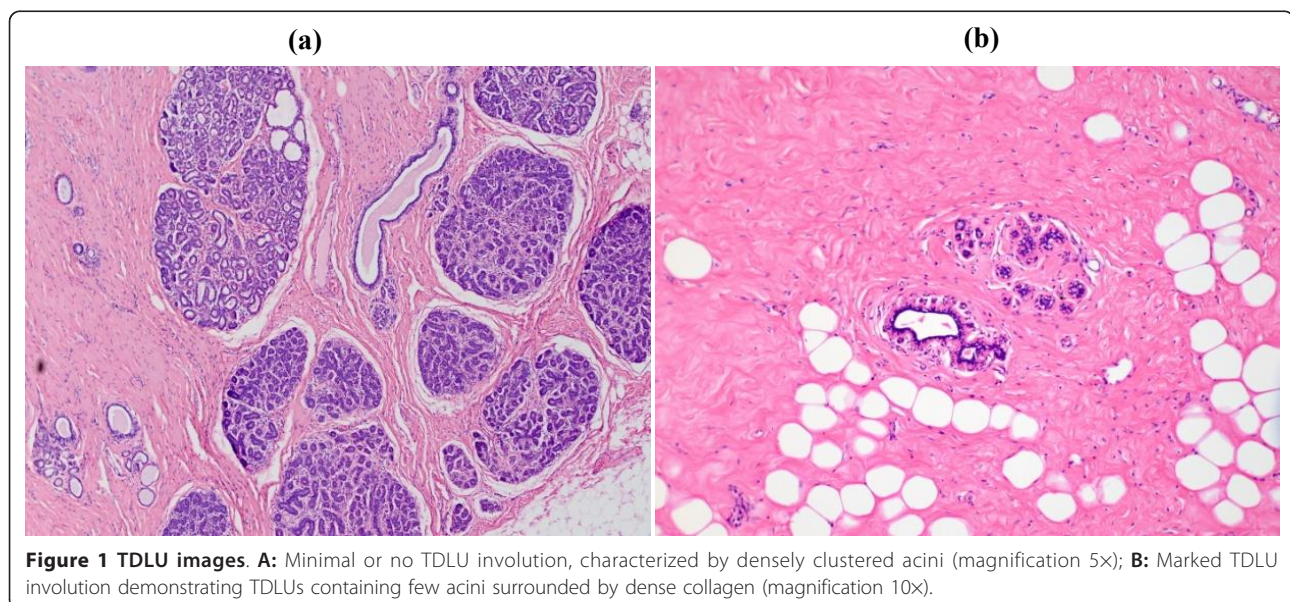 (a) (b)
Figure 1 TDLU images. A: Minimal or no TDLU involution, characterized by densely clustered acini (magnification 5×); B: Marked TDLU
involution demonstrating TDLUs containing few acini surrounded by dense collagen (magnification 10×).